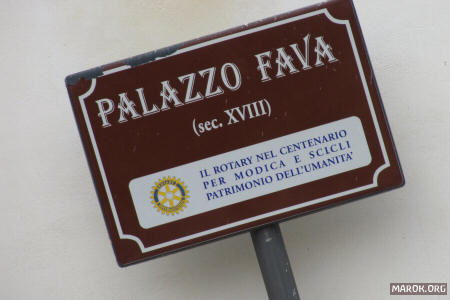 PALAZZO FAVA
(sec. XVIII)
IL ROTARY NEL CENTENARIO
PER MODICA E SCICLI
PATRIMONIO DELL'UMANITA'
MAROK.ORG